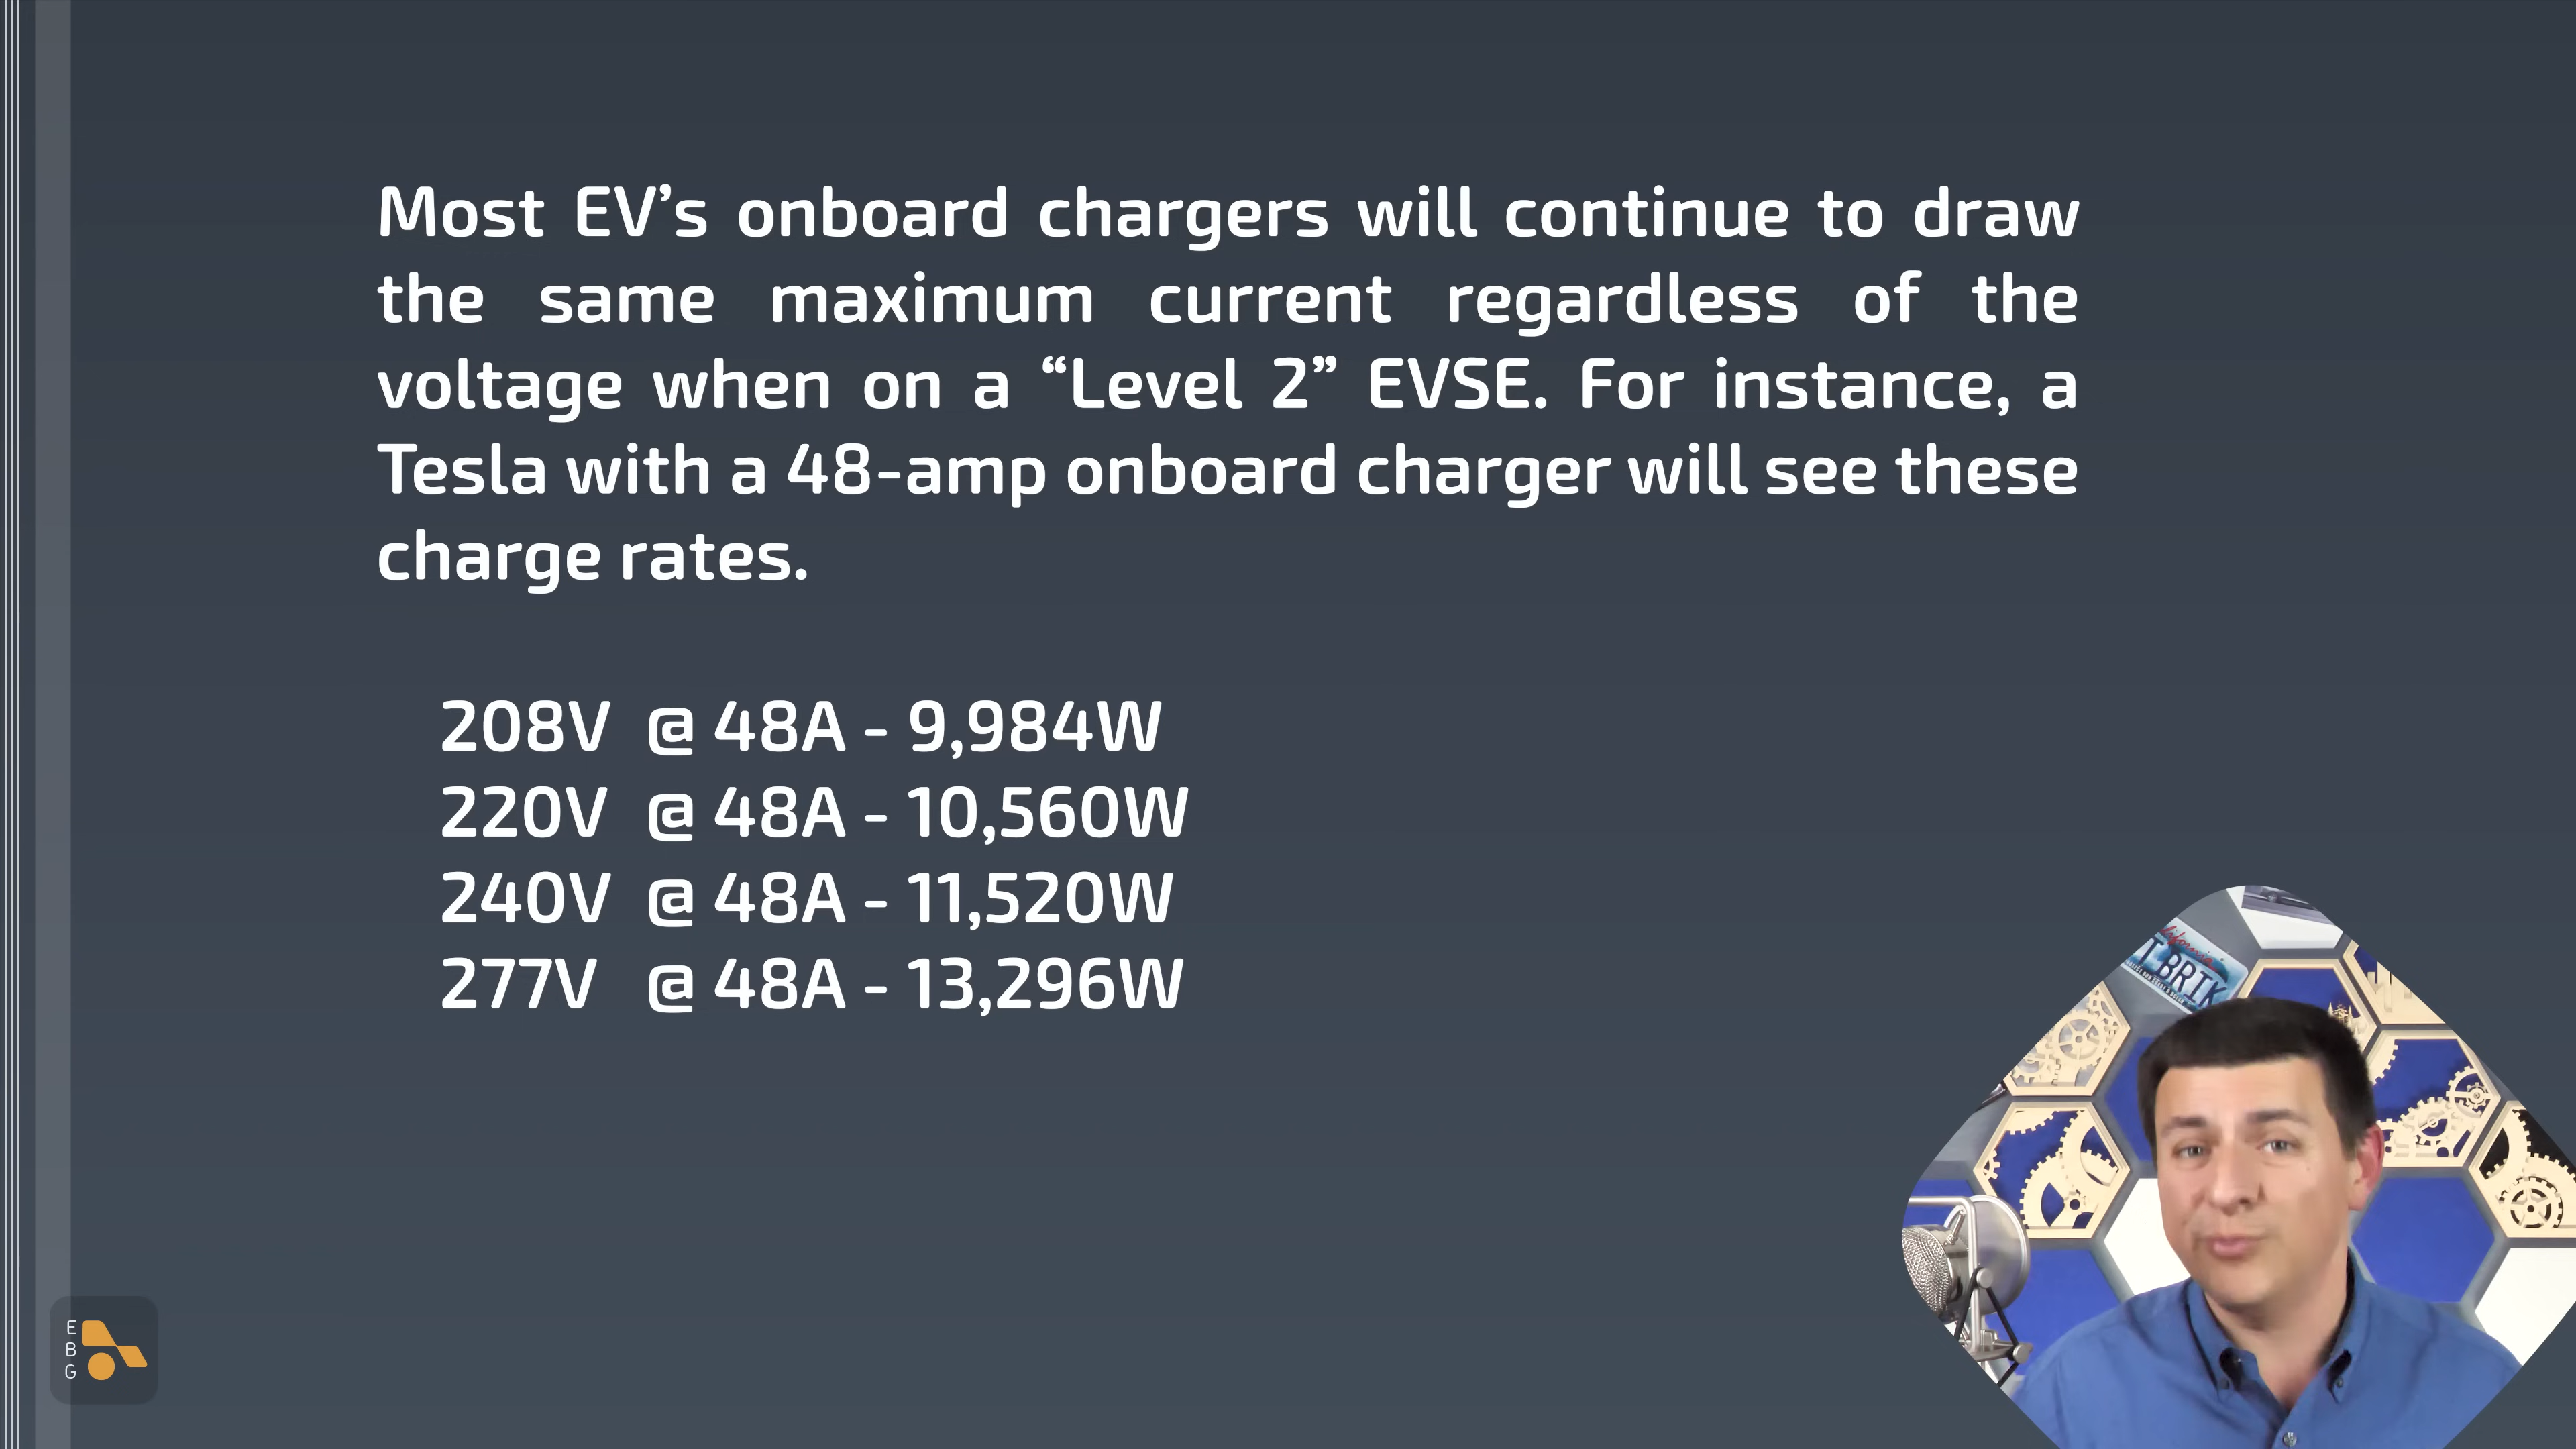 Most EV’s onboard chargers will continue to draw
the same maximum current regardless of the
voltage when on a “Level 2” EVSE. For instance, a
Tesla with a 48-amp onboard charger will see these
charge rates.
208V @ 48A - 9,984W
220V @ 48A - 10,560W
240V @ 48A - 11,520W
277V @ 48A - 13,296W
T BRIK
E
B
G